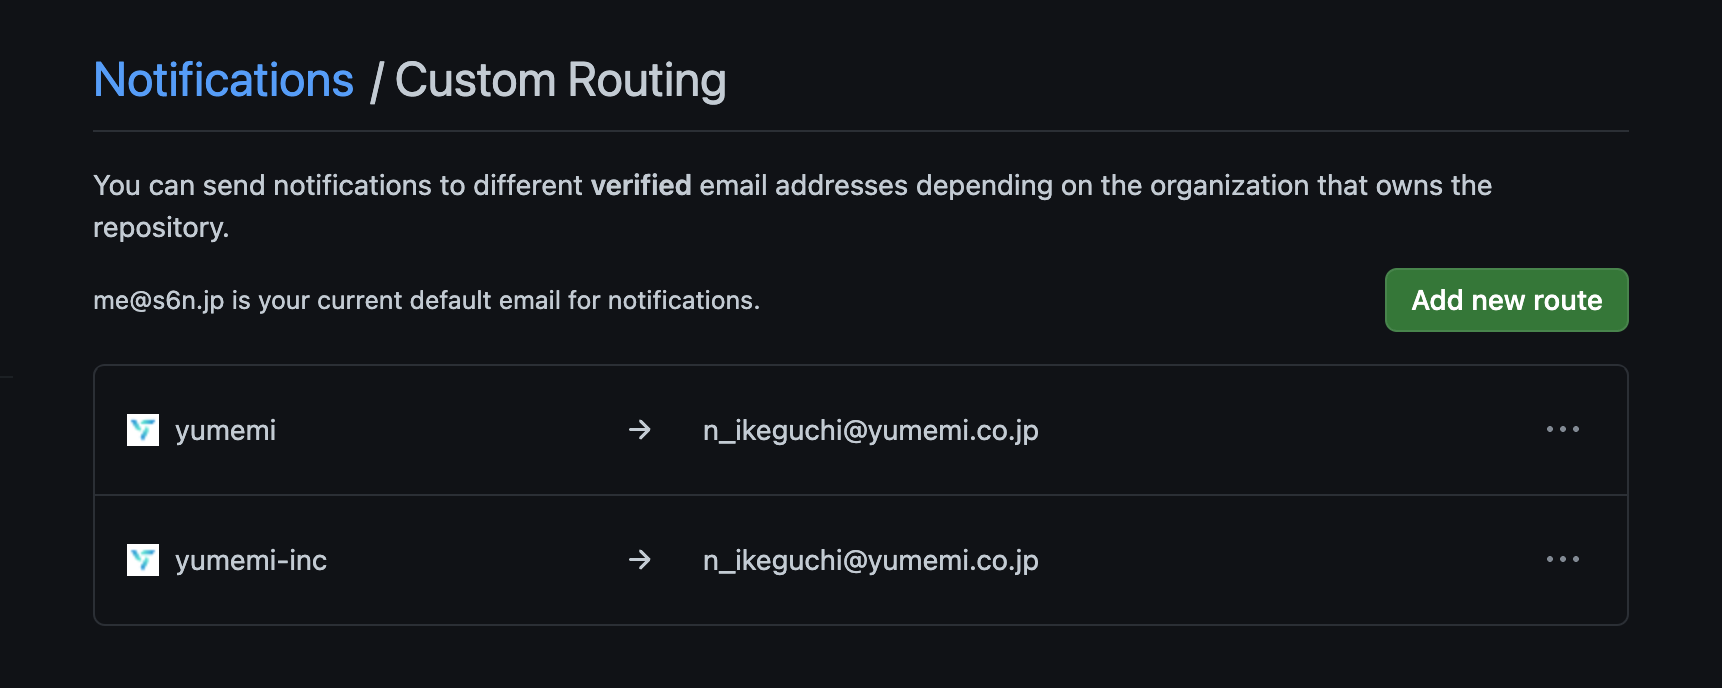 Notifications / Custom Routing
You can send notifications to different verified email addresses depending on the organization that owns the
repository.
me@s6n.jp is your current default email for notifications.
Add new route
yumemi → n_ikeguchi@yumemi.co.jp ...
yumemi-inc → n_ikeguchi@yumemi.co.jp ...